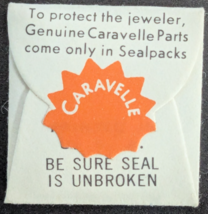 To protect the jeweler,
Genuine Caravelle Parts
come only in Sealpacks
CARAVELLE
BE SURE SEAL
IS UNBROKEN